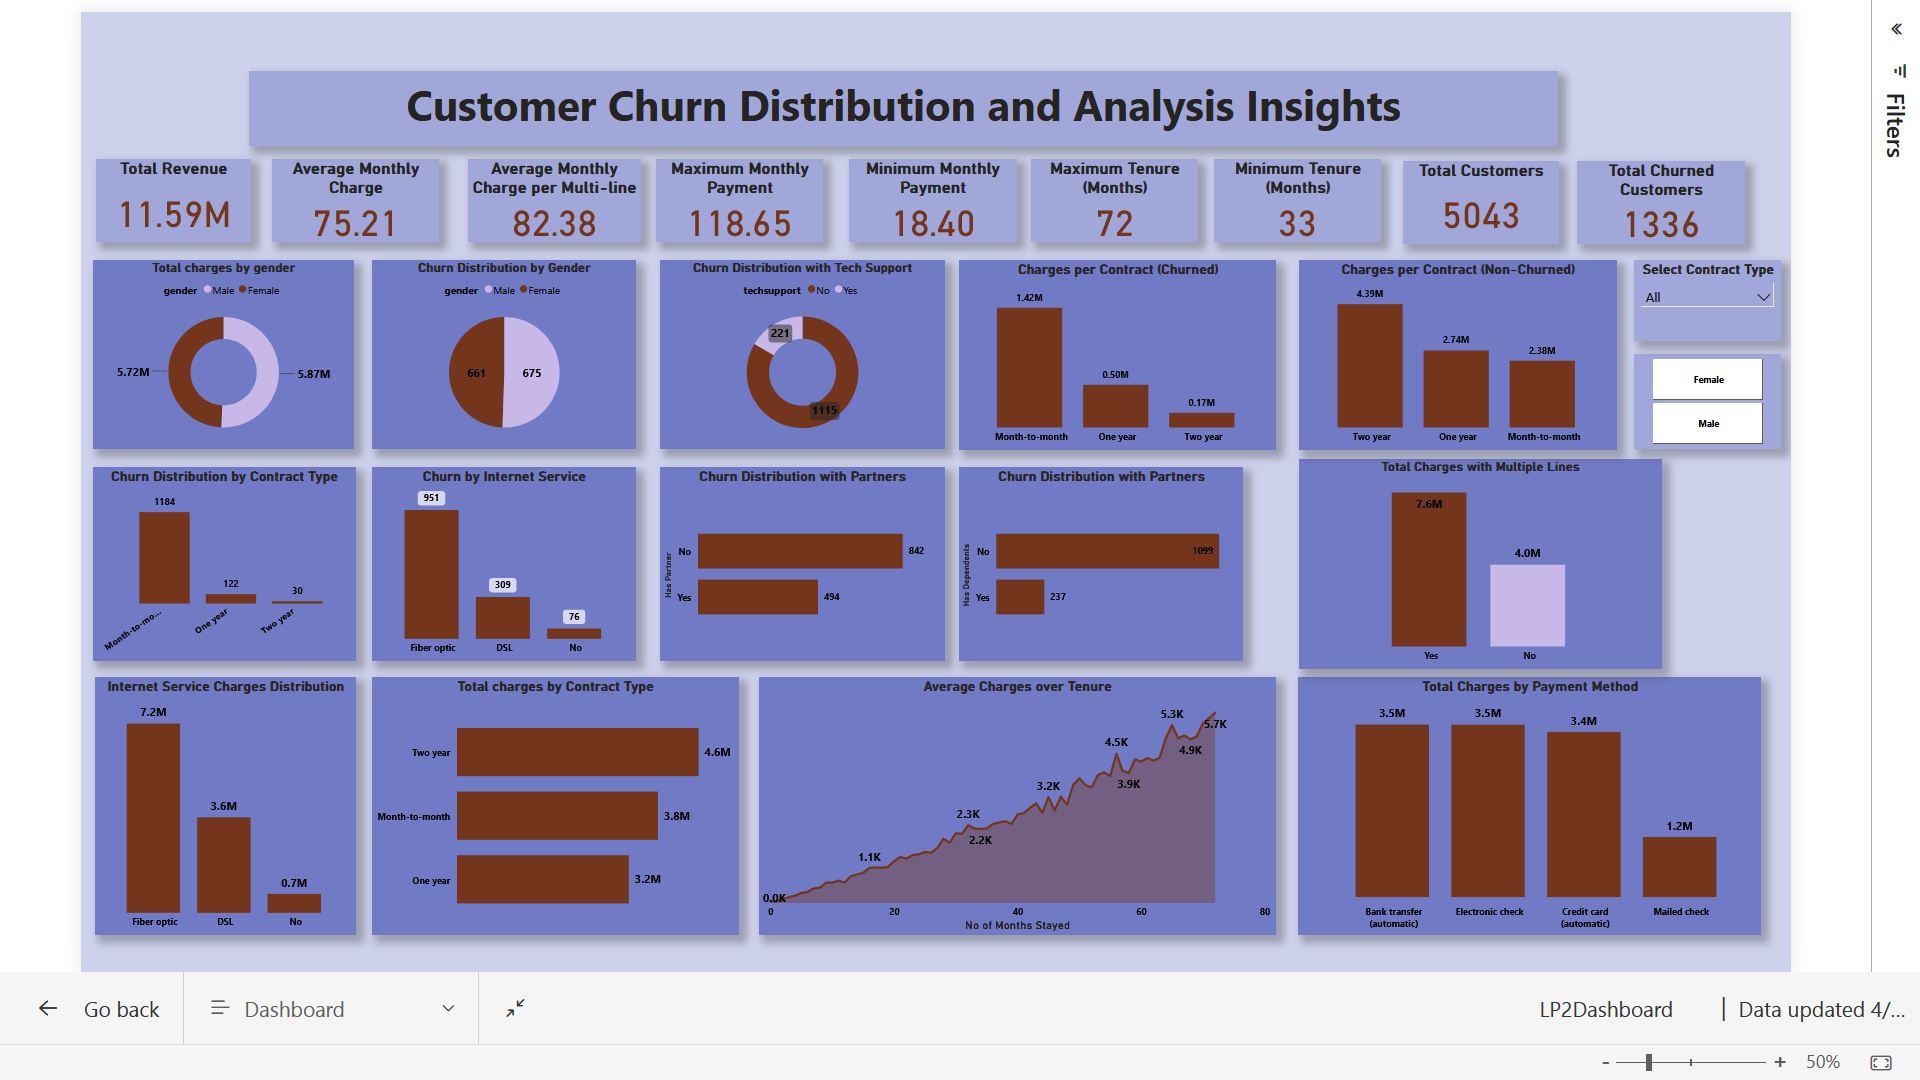 Filters
Customer Churn Distribution and Analysis Insights
Total Revenue
11.59M
Average Monthly
Charge
75.21
Average Monthly
Charge per Multi-line
82.38
Maximum Monthly
Payment
118.65
Minimum Monthly
Payment
18.40
Maximum Tenure
(Months)
72
Minimum Tenure
(Months)
33
Total Customers
5043
Total Churned
Customers
1336
Total charges by gender
gender Male Female
5.72M
5.87M
Churn Distribution by Gender
gender Male Female
661
675
Churn Distribution with Tech Support
techsupport No Yes
221
1115
Charges per Contract (Churned)
1.42M
0.50M
0.17M
Month-to-month One year Two year
Charges per Contract (Non-Churned)
4.39M
2.74M
2.38M
Two year One year Month-to-month
Select Contract Type
All
Female
Male
Churn Distribution by Contract Type
1184
122
30
Month-to-mo...
One year
Two year
Churn by Internet Service
951
309
76
Fiber optic DSL No
Churn Distribution with Partners
Has Partner
No 842
Yes 494
Churn Distribution with Partners
Has Dependents
No 1099
Yes 237
Total Charges with Multiple Lines
7.6M
4.0M
Yes No
Internet Service Charges Distribution
7.2M
3.6M
0.7M
Fiber optic DSL No
Total charges by Contract Type
Two year 4.6M
Month-to-month 3.8M
One year 3.2M
Average Charges over Tenure
0.0K
1.1K
2.3K
2.2K
3.2K
4.5K
3.9K
5.3K
4.9K
5.7K
0 20 40 60 80
No of Months Stayed
Total Charges by Payment Method
3.5M
3.5M
3.4M
1.2M
Bank transfer
(automatic)
Electronic check
Credit card
(automatic)
Mailed check
Go back
Dashboard
LP2Dashboard | Data updated 4/...
- + 50%